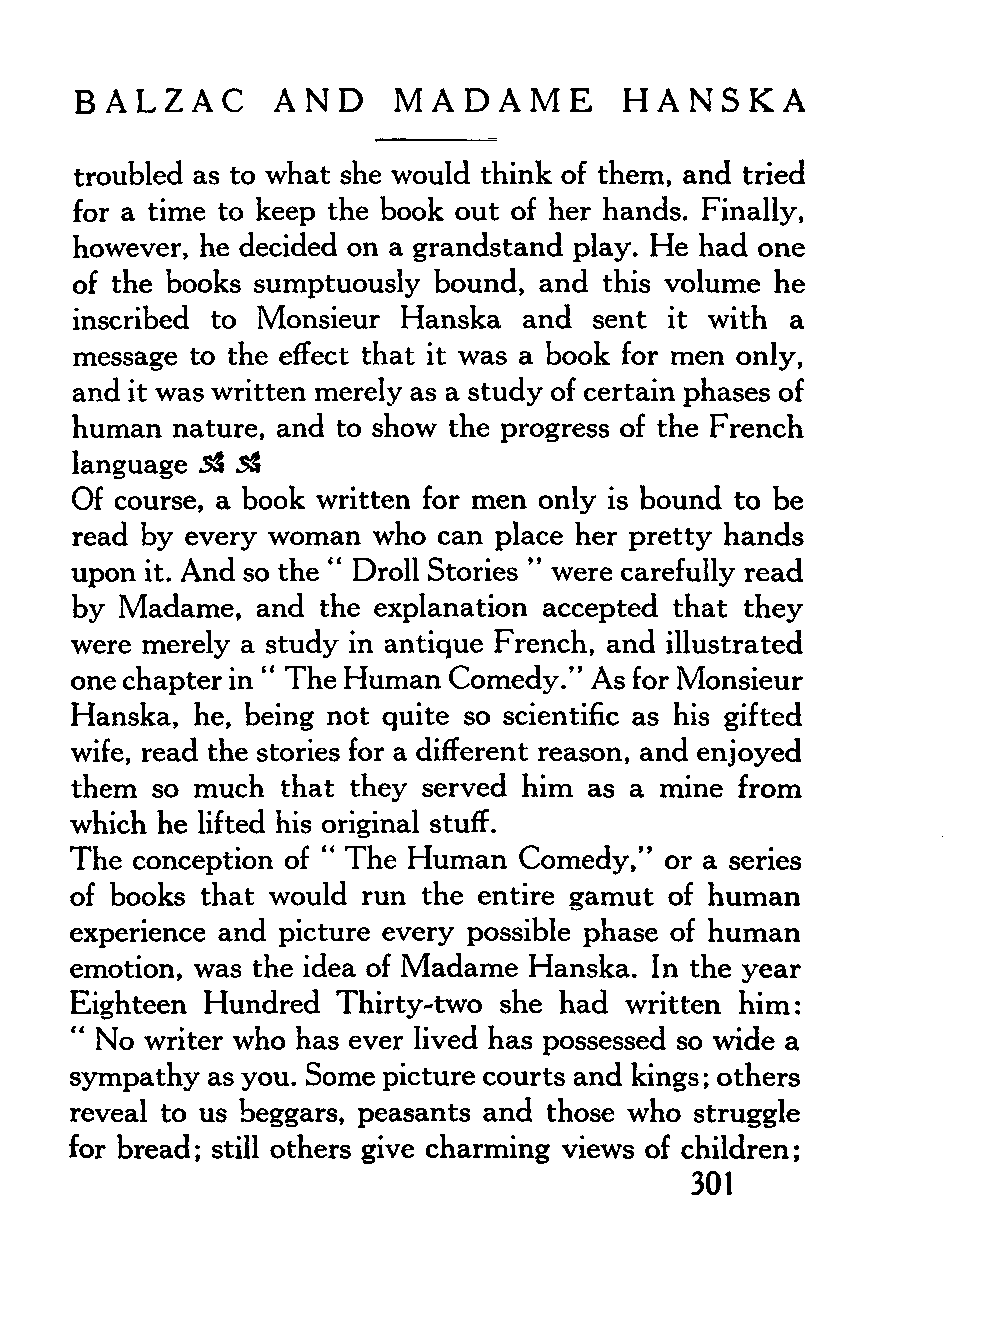 BALZAC AND MADAME HANSKA
troubled as to what she would think of them, and tried
for a time to keep the book out of her hands. Finally,
however, he decided on a grandstand play. He had one
of the books sumptuously bound, and this volume he
inscribed to Monsieur Hanska and sent it with a
message to the effect that it was a book for men only,
and it was written merely as a study of certain phases of
human nature, and to show the progress of the French
language
Of course, a book written for men only is bound to be
read by every woman who can place her pretty hands
upon it. And so the “ Droll Stories ” were carefully read
by Madame, and the explanation accepted that they
were merely a study in antique French, and illustrated
one chapter in “ The Human Comedy.” As for Monsieur
Hanska, he, being not quite so scientific as his gifted
wife, read the stories for a different reason, and enjoyed
them so much that they served him as a mine from
which he lifted his original stuff.
The conception of “ The Human Comedy,” or a series
of books that would run the entire gamut of human
experience and picture every possible phase of human
emotion, was the idea of Madame Hanska. In the year
Eighteen Hundred Thirty-two she had written him:
“ No writer who has ever lived has possessed so wide a
sympathy as you. Some picture courts and kings; others
reveal to us beggars, peasants and those who struggle
for bread; still others give charming views of children;
301